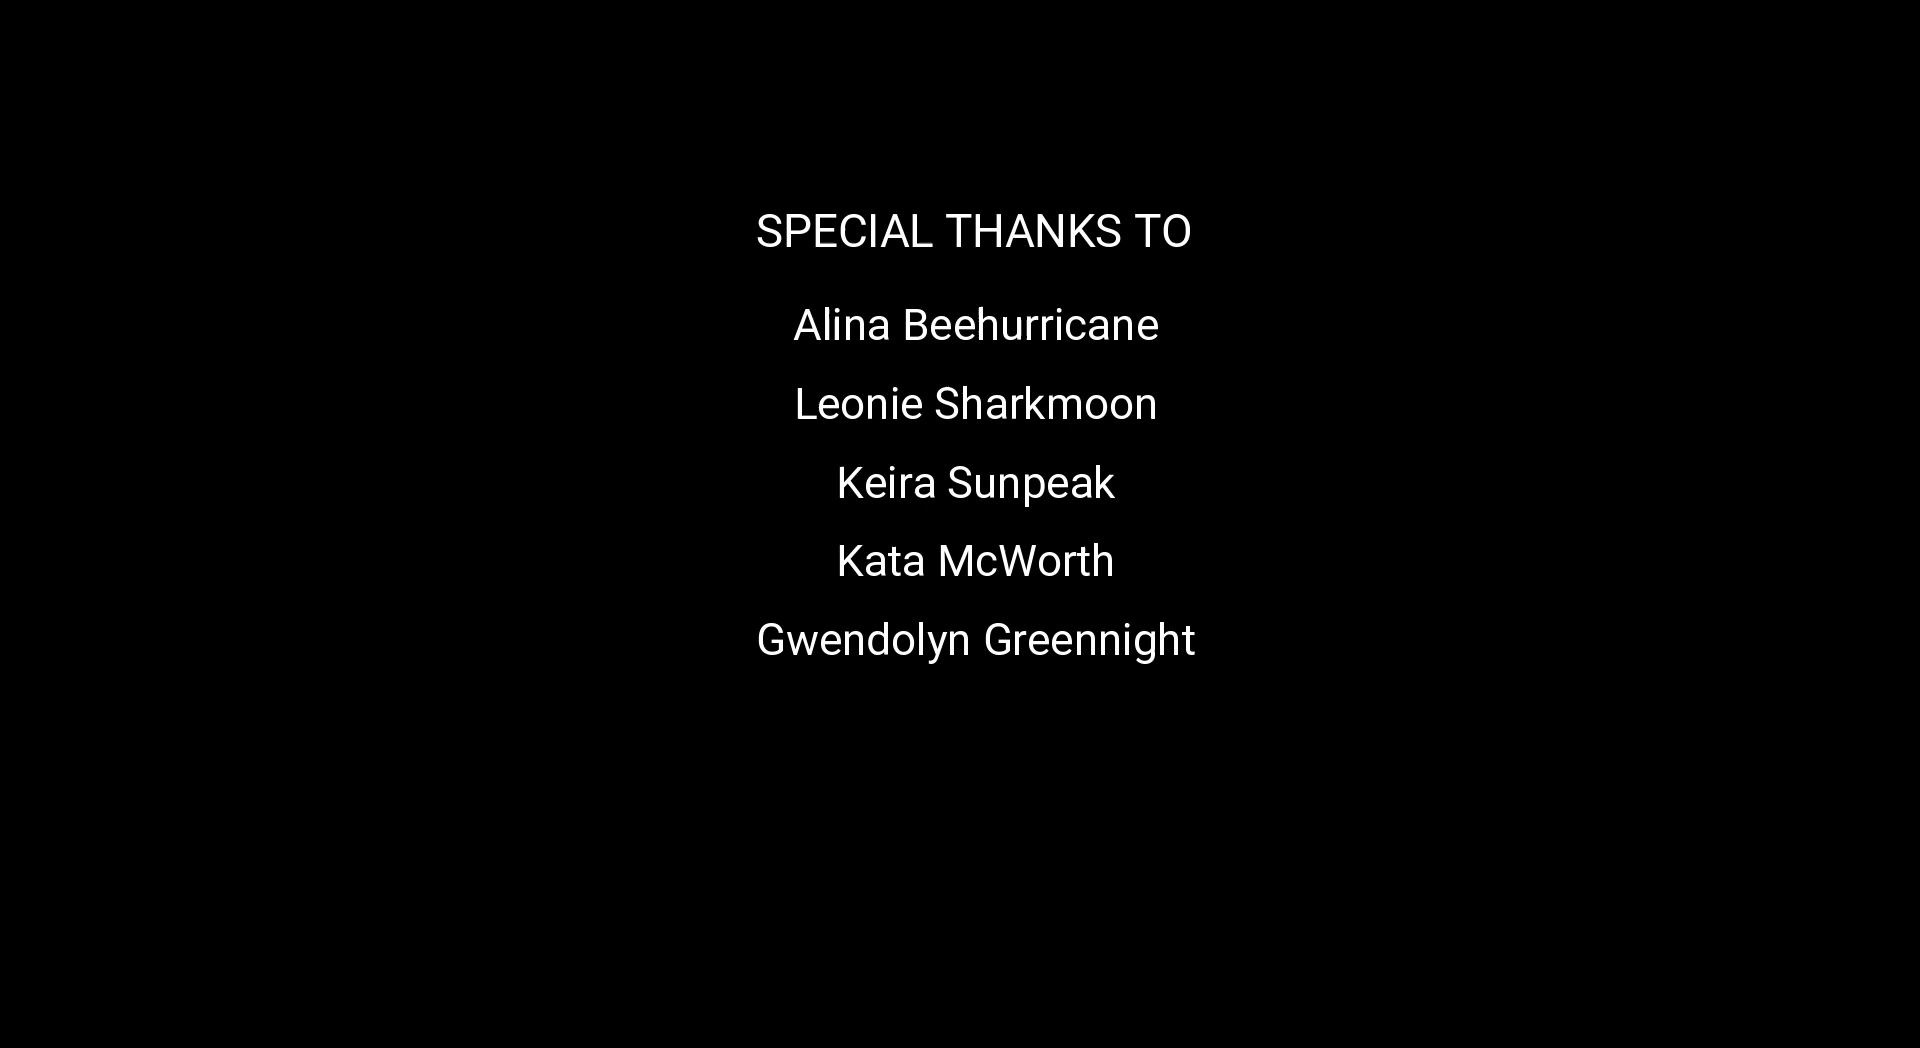 SPECIAL THANKS TO
Alina Beehurricane
Leonie Sharkmoon
Keira Sunpeak
Kata McWorth
Gwendolyn Greennight